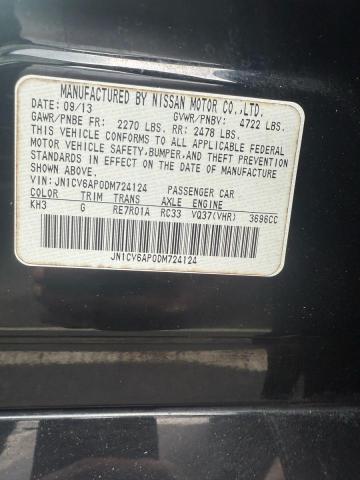 MANUFACTURED BY NISSAN MOTOR CO.,LTD.
DATE: 09/13 GVWR/PNBV: 4722 LBS.
GAWR/PNBE FR: 2270 LBS. RR: 2478 LBS.
THIS VEHICLE CONFORMS TO ALL APPLICABLE FEDERAL
MOTOR VEHICLE SAFETY,BUMPER,AND THEFT PREVENTION
STANDARDS IN EFFECT ON THE DATE OF MANUFACTURE
SHOWN ABOVE.
VIN: JN1CV6AP0DM724124 PASSENGER CAR
COLOR TRIM TRANS AXLE ENGINE
KH3 G RE7R01A RC33 VQ37(VHR) 3696CC
JN1CV6AP0DM724124